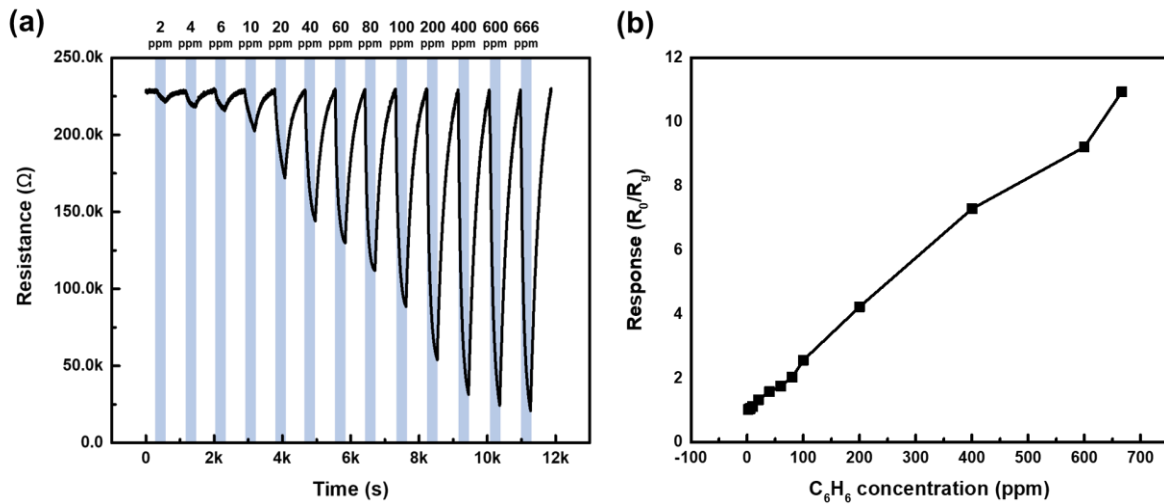 (a)
2 4 6 10 20 40 60 80 100 200 400 600 666
ppm ppm ppm ppm ppm ppm ppm ppm ppm ppm ppm ppm ppm
250.0k
200.0k
150.0k
100.0k
50.0k
0.0
Resistance (Ω)
0 2k 4k 6k 8k 10k 12k
Time (s)
(b)
12
10
8
6
4
2
0
Response (R₀/R_g)
-100 0 100 200 300 400 500 600 700
C₆H₆ concentration (ppm)